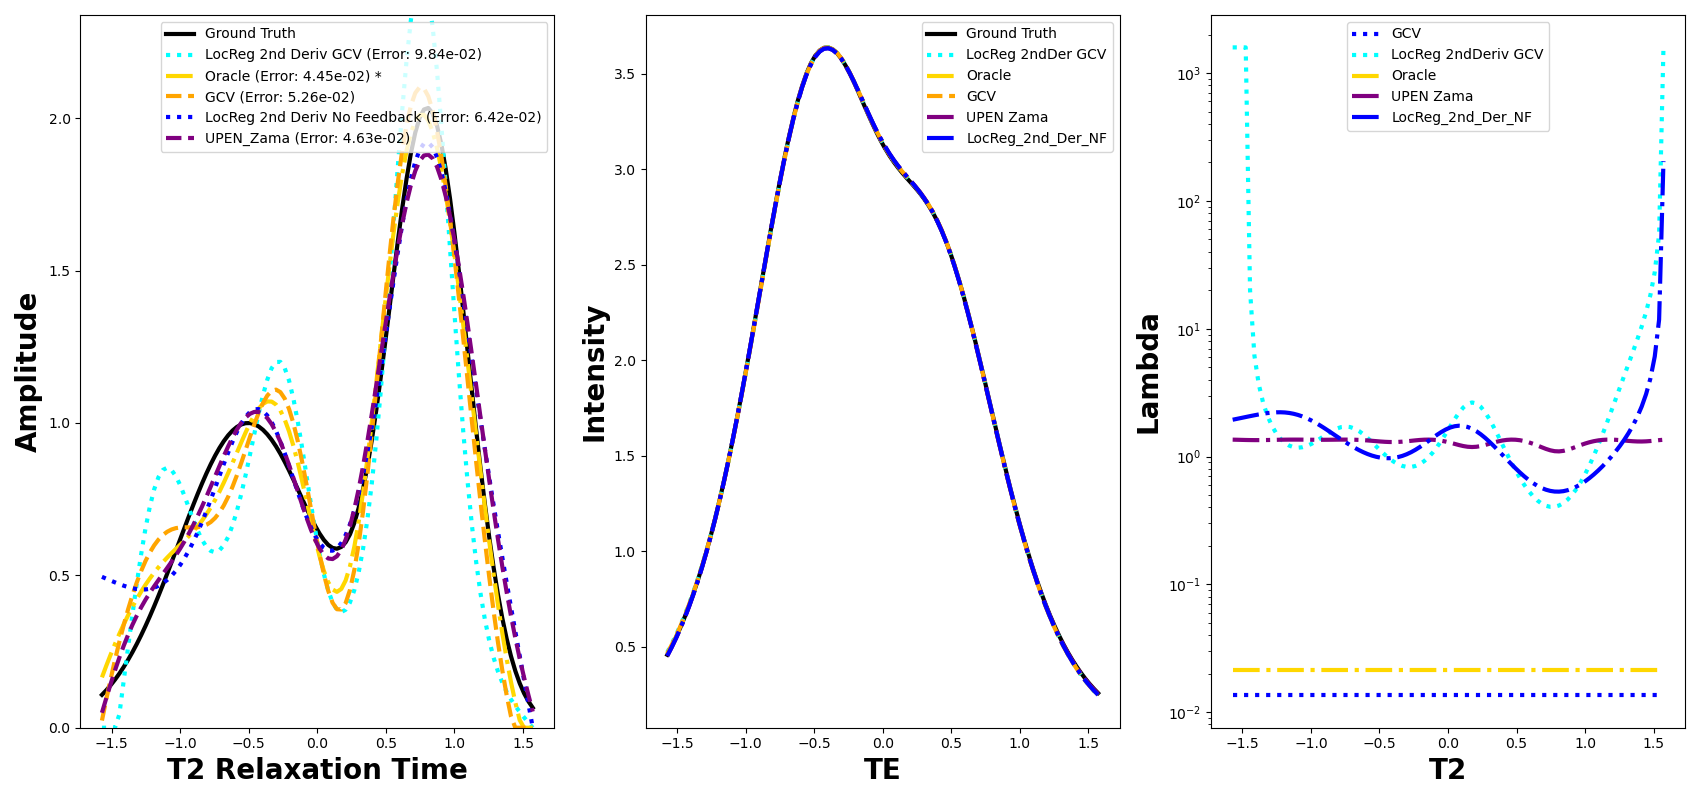 Ground Truth
LocReg 2nd Deriv GCV (Error: 9.84e-02)
Oracle (Error: 4.45e-02) *
GCV (Error: 5.26e-02)
LocReg 2nd Deriv No Feedback (Error: 6.42e-02)
UPEN_Zama (Error: 4.63e-02)
2.0
1.5
1.0
0.5
0.0
−1.5 −1.0 −0.5 0.0 0.5 1.0 1.5
Amplitude
T2 Relaxation Time
Ground Truth
LocReg 2ndDer GCV
Oracle
GCV
UPEN Zama
LocReg_2nd_Der_NF
3.5
3.0
2.5
2.0
1.5
1.0
0.5
−1.5 −1.0 −0.5 0.0 0.5 1.0 1.5
Intensity
TE
GCV
LocReg 2ndDeriv GCV
Oracle
UPEN Zama
LocReg_2nd_Der_NF
10³
10²
10¹
10⁰
10⁻¹
10⁻²
−1.5 −1.0 −0.5 0.0 0.5 1.0 1.5
Lambda
T2